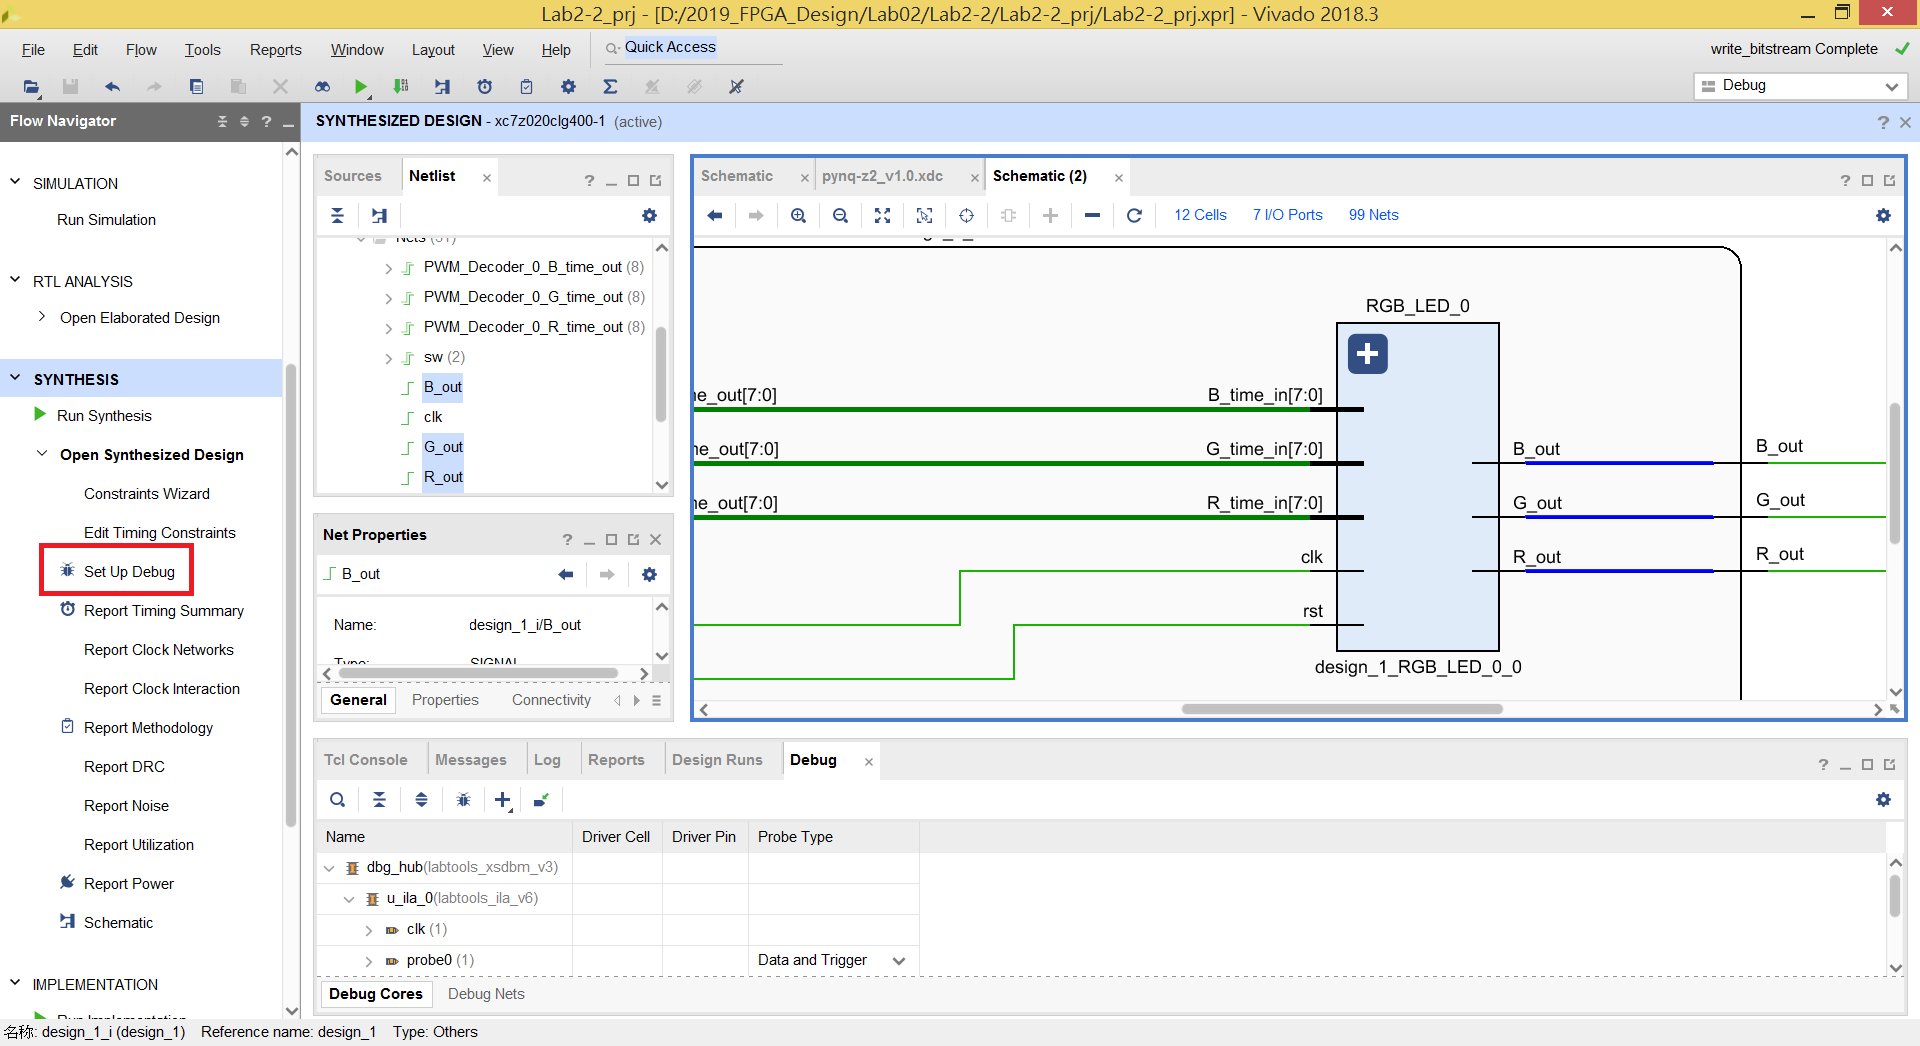 Lab2-2_prj - [D:/2019_FPGA_Design/Lab02/Lab2-2/Lab2-2_prj/Lab2-2_prj.xpr] - Vivado 2018.3
File Edit Flow Tools Reports Window Layout View Help Quick Access
write_bitstream Complete
Debug
Flow Navigator
SIMULATION
Run Simulation
RTL ANALYSIS
Open Elaborated Design
SYNTHESIS
Run Synthesis
Open Synthesized Design
Constraints Wizard
Edit Timing Constraints
Set Up Debug
Report Timing Summary
Report Clock Networks
Report Clock Interaction
Report Methodology
Report DRC
Report Noise
Report Utilization
Report Power
Schematic
IMPLEMENTATION
Run Implementation
SYNTHESIZED DESIGN - xc7z020clg400-1 (active)
Sources Netlist
Nets (31)
PWM_Decoder_0_B_time_out (8)
PWM_Decoder_0_G_time_out (8)
PWM_Decoder_0_R_time_out (8)
sw (2)
B_out
clk
G_out
R_out
Net Properties
B_out
Name: design_1_i/B_out
Type: SIGNAL
General Properties Connectivity
Schematic pynq-z2_v1.0.xdc Schematic (2)
12 Cells 7 I/O Ports 99 Nets
RGB_LED_0
me_out[7:0] B_time_in[7:0]
me_out[7:0] G_time_in[7:0] B_out B_out
me_out[7:0] R_time_in[7:0] G_out G_out
clk R_out R_out
rst
design_1_RGB_LED_0_0
Tcl Console Messages Log Reports Design Runs Debug
Name Driver Cell Driver Pin Probe Type
dbg_hub(labtools_xsdbm_v3)
u_ila_0(labtools_ila_v6)
clk (1)
probe0 (1) Data and Trigger
Debug Cores Debug Nets
名称: design_1_i (design_1) Reference name: design_1 Type: Others